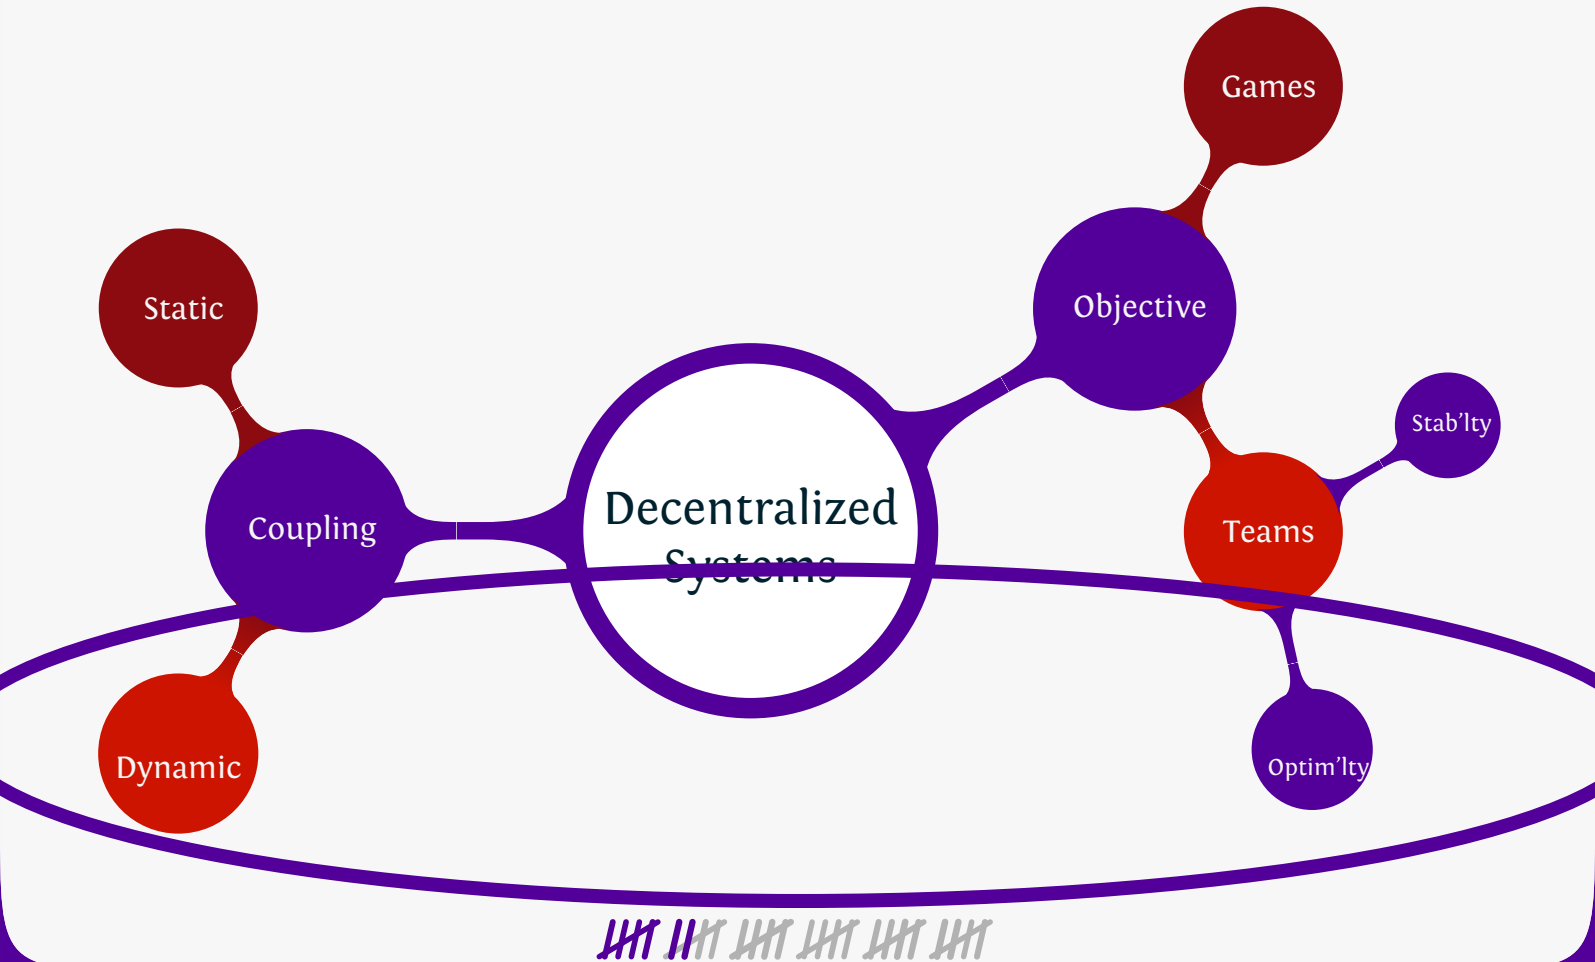 Games
Static
Objective
Stab’lty
Decentralized
Systems
Coupling
Teams
Dynamic
Optim’lty